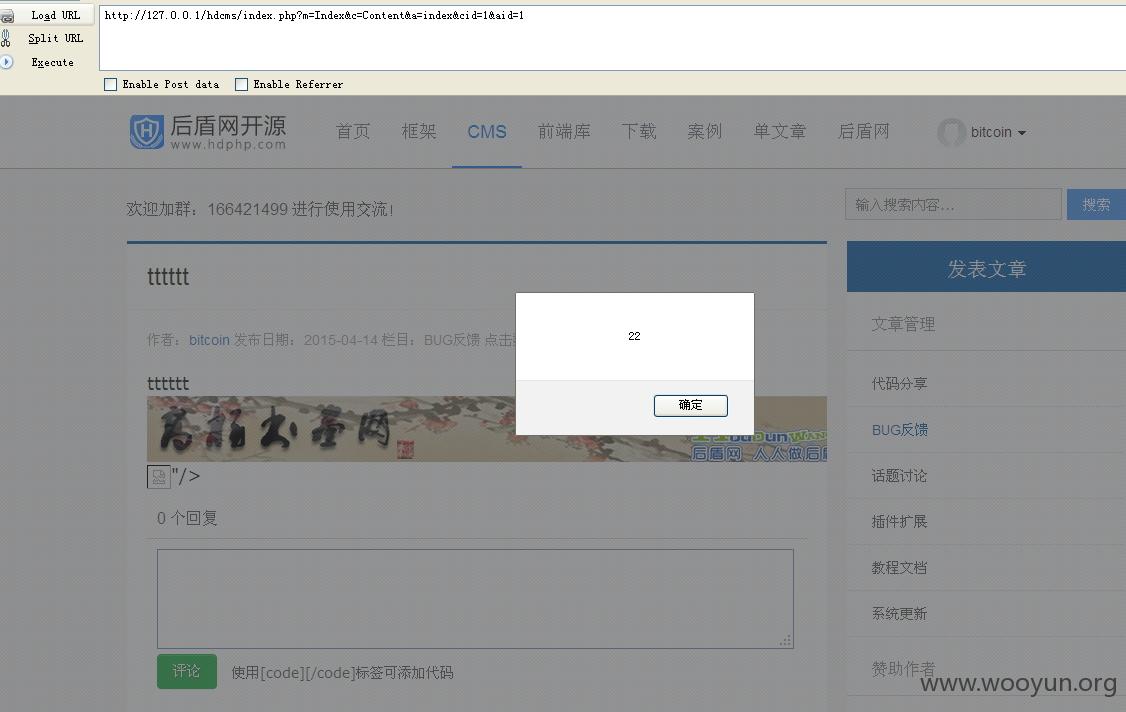 Load URL
http://127.0.0.1/hdcms/index.php?m=Index&c=Content&a=index&cid=1&aid=1
Split URL
Execute
Enable Post data Enable Referrer
后盾网开源
www.hdphp.com
首页 框架 CMS 前端库 下载 案例 单文章 后盾网 bitcoin
欢迎加群：166421499 进行使用交流！
输入搜索内容... 搜索
发表文章
tttttt
22
确定
作者： bitcoin 发布日期：2015-04-14 栏目：BUG反馈 点击
tttttt
后盾网 人人做后盾
"/>
0 个回复
评论 使用[code][/code]标签可添加代码
文章管理
代码分享
BUG反馈
话题讨论
插件扩展
教程文档
系统更新
赞助作者
www.wooyun.org